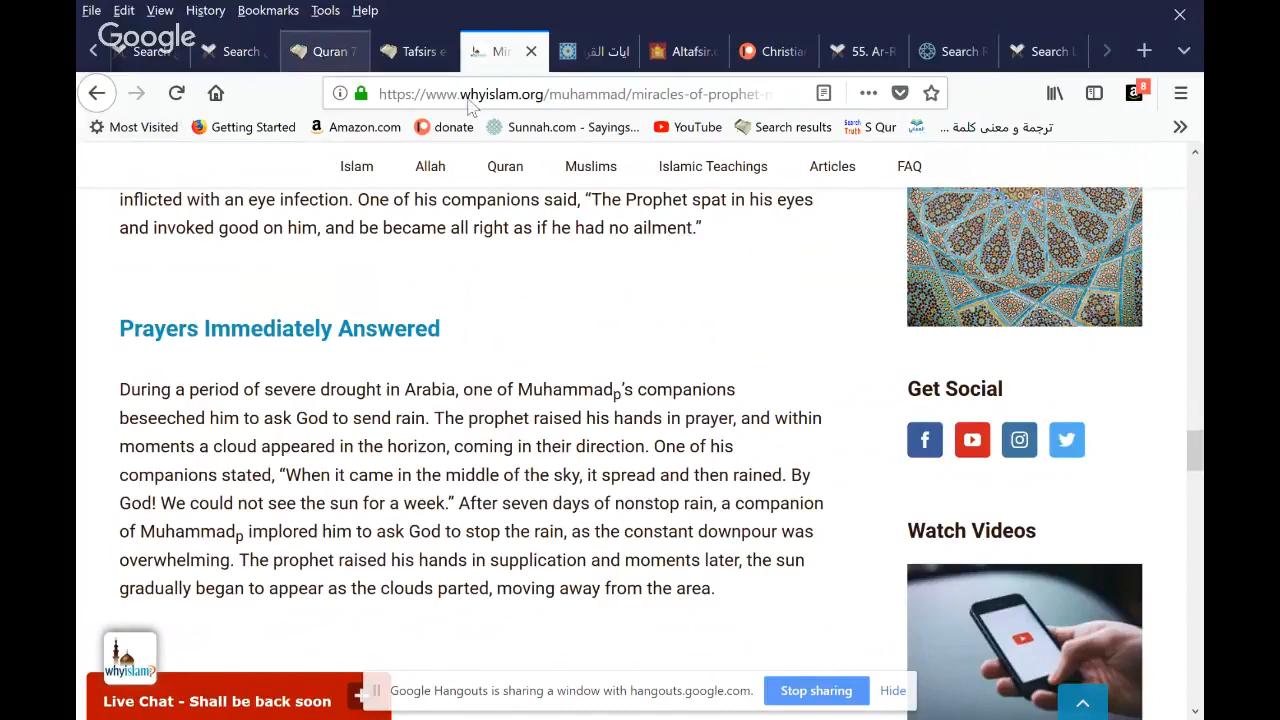 File Edit View History Bookmarks Tools Help
Google
Search Search Quran 7 Tafsirs Mir ايات القر Altafsir. Christia 55. Ar-R Search R Search
https://www.whyislam.org/muhammad/miracles-of-prophet-
8
Most Visited Getting Started Amazon.com donate Sunnah.com - Sayings... YouTube Search results Search Truth S Qur ترجمة و معنى كلمة ...
Islam Allah Quran Muslims Islamic Teachings Articles FAQ
inflicted with an eye infection. One of his companions said, “The Prophet spat in his eyes
and invoked good on him, and be became all right as if he had no ailment.”
Prayers Immediately Answered
During a period of severe drought in Arabia, one of Muhammadp’s companions
beseeched him to ask God to send rain. The prophet raised his hands in prayer, and within
moments a cloud appeared in the horizon, coming in their direction. One of his
companions stated, “When it came in the middle of the sky, it spread and then rained. By
God! We could not see the sun for a week.” After seven days of nonstop rain, a companion
of Muhammadp implored him to ask God to stop the rain, as the constant downpour was
overwhelming. The prophet raised his hands in supplication and moments later, the sun
gradually began to appear as the clouds parted, moving away from the area.
Get Social
Watch Videos
whyislam?
Live Chat - Shall be back soon
Google Hangouts is sharing a window with hangouts.google.com. Stop sharing Hide